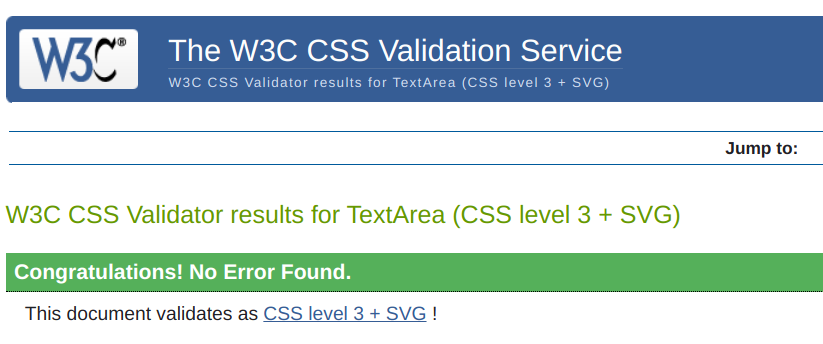 W3C®
The W3C CSS Validation Service
W3C CSS Validator results for TextArea (CSS level 3 + SVG)
Jump to:
W3C CSS Validator results for TextArea (CSS level 3 + SVG)
Congratulations! No Error Found.
This document validates as CSS level 3 + SVG !